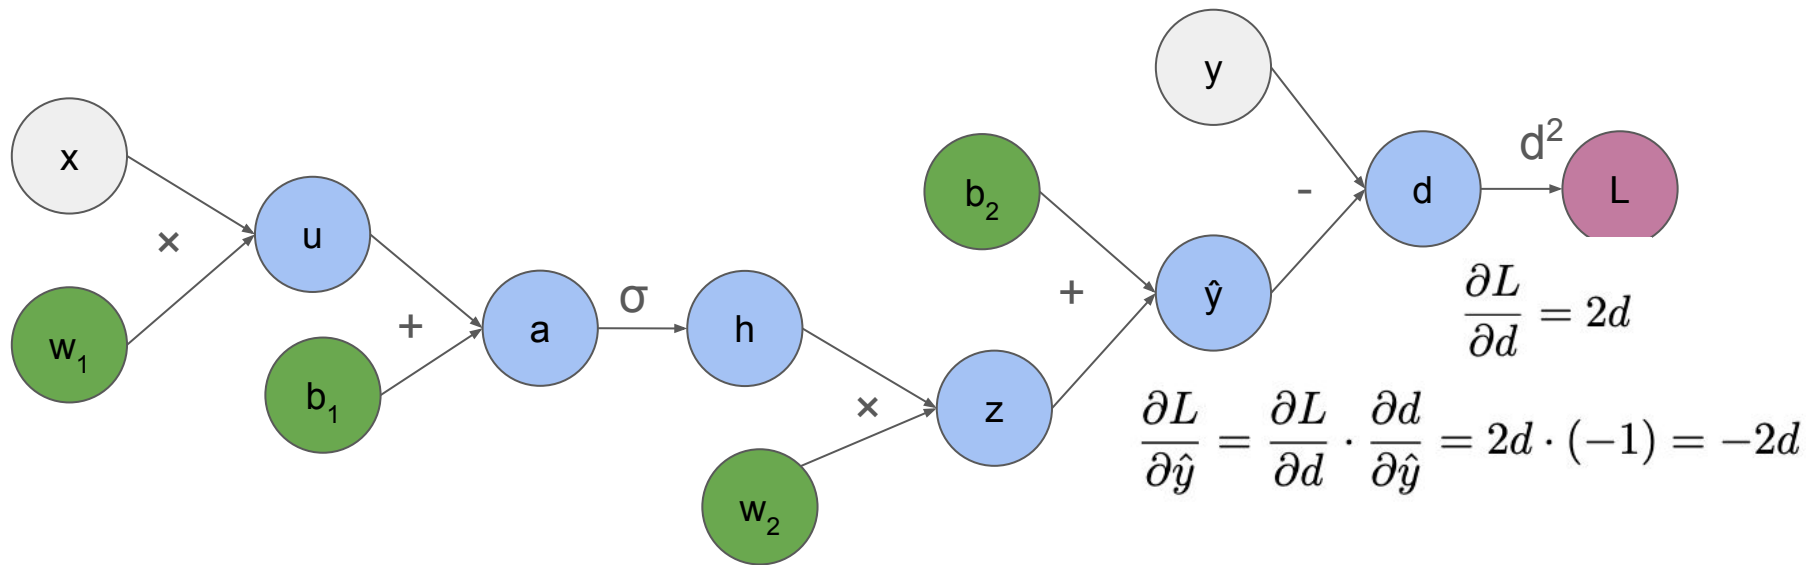 y
x
×
w₁
u
+
b₁
a
σ
h
×
w₂
z
b₂
+
ŷ
-
d
d²
L
∂L/∂d = 2d
∂L/∂ŷ = ∂L/∂d · ∂d/∂ŷ = 2d · (−1) = −2d